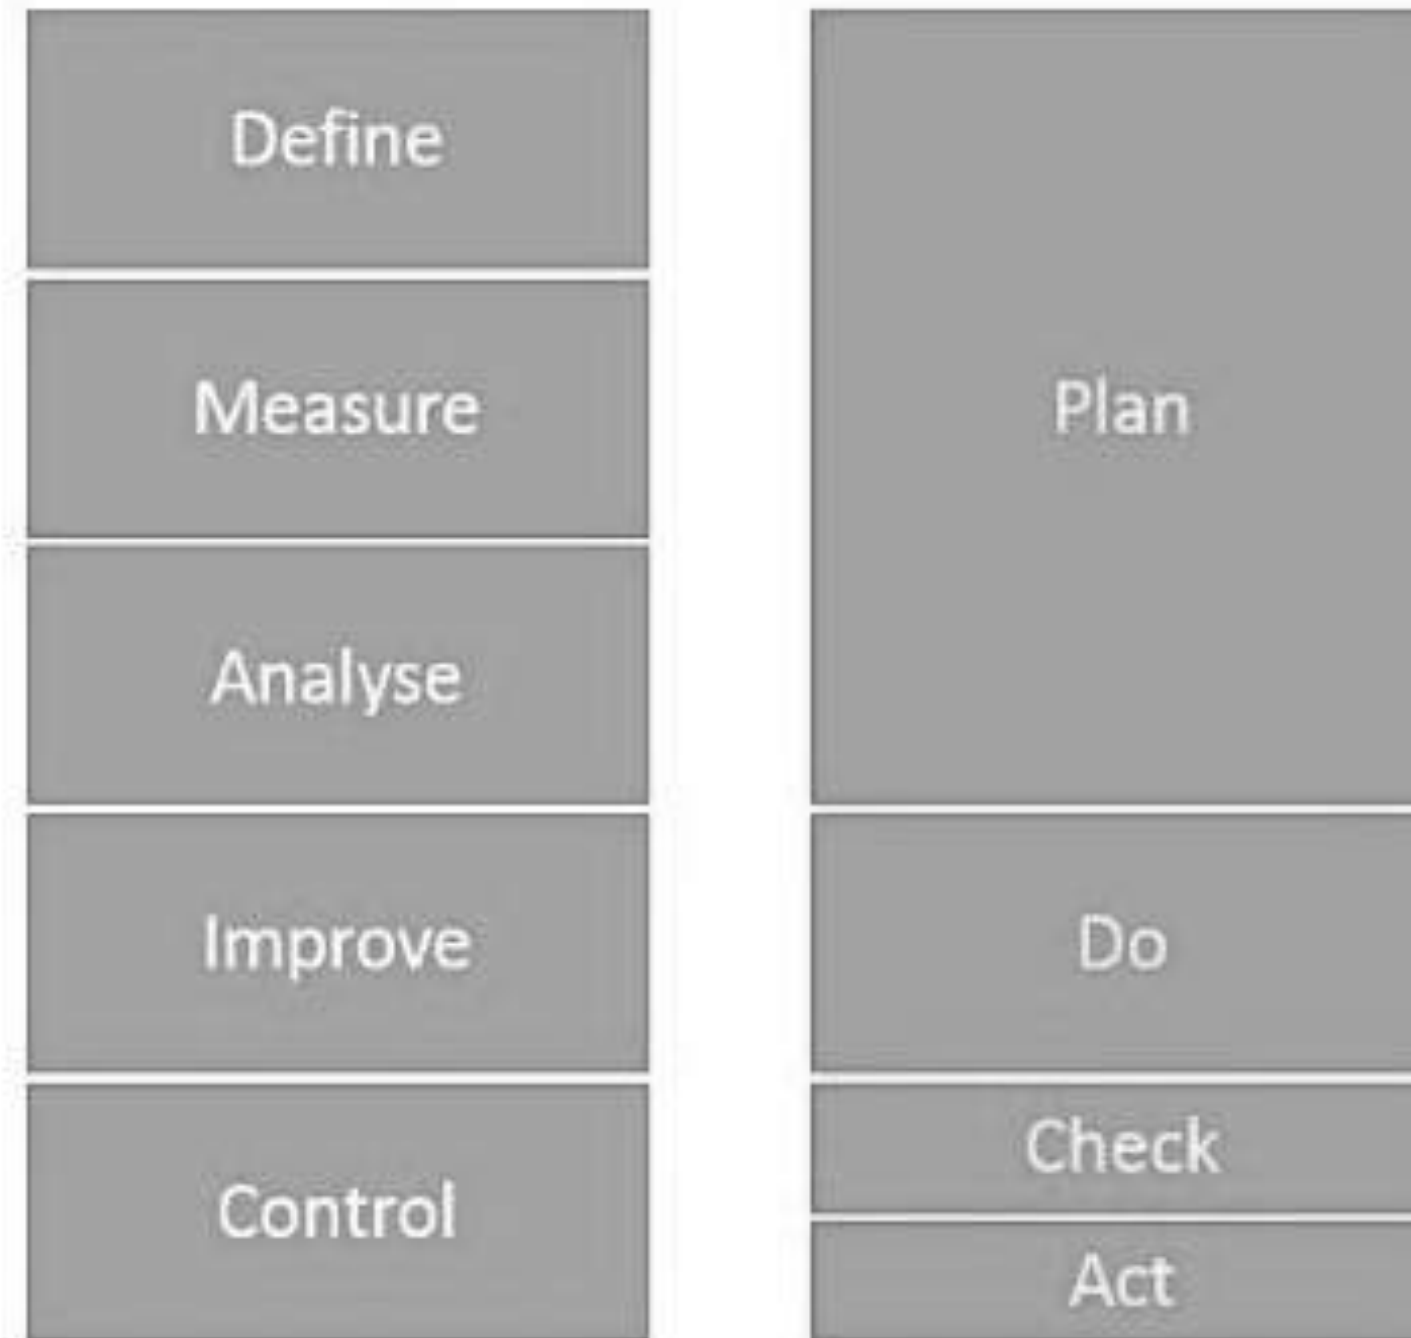 Define
Measure
Analyse
Improve
Control
Plan
Do
Check
Act